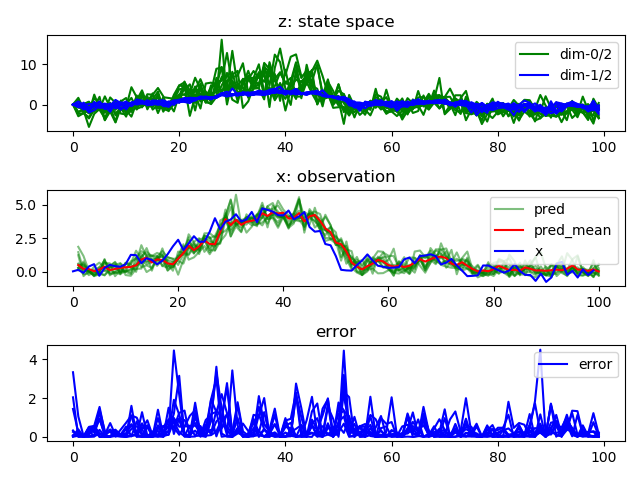 z: state space
10
0
dim-0/2
dim-1/2
0 20 40 60 80 100
x: observation
5.0
2.5
0.0
pred
pred_mean
x
0 20 40 60 80 100
error
4
2
0
error
0 20 40 60 80 100